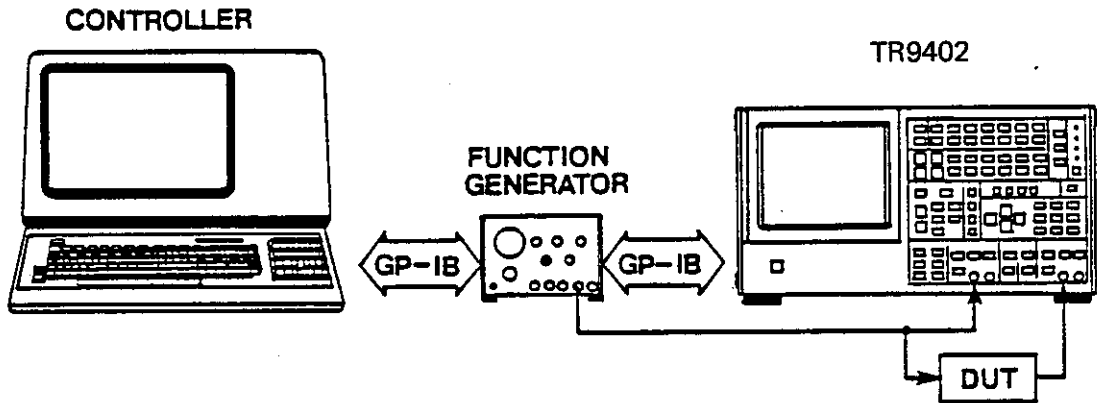 CONTROLLER
TR9402
FUNCTION
GENERATOR
GP-IB
GP-IB
DUT